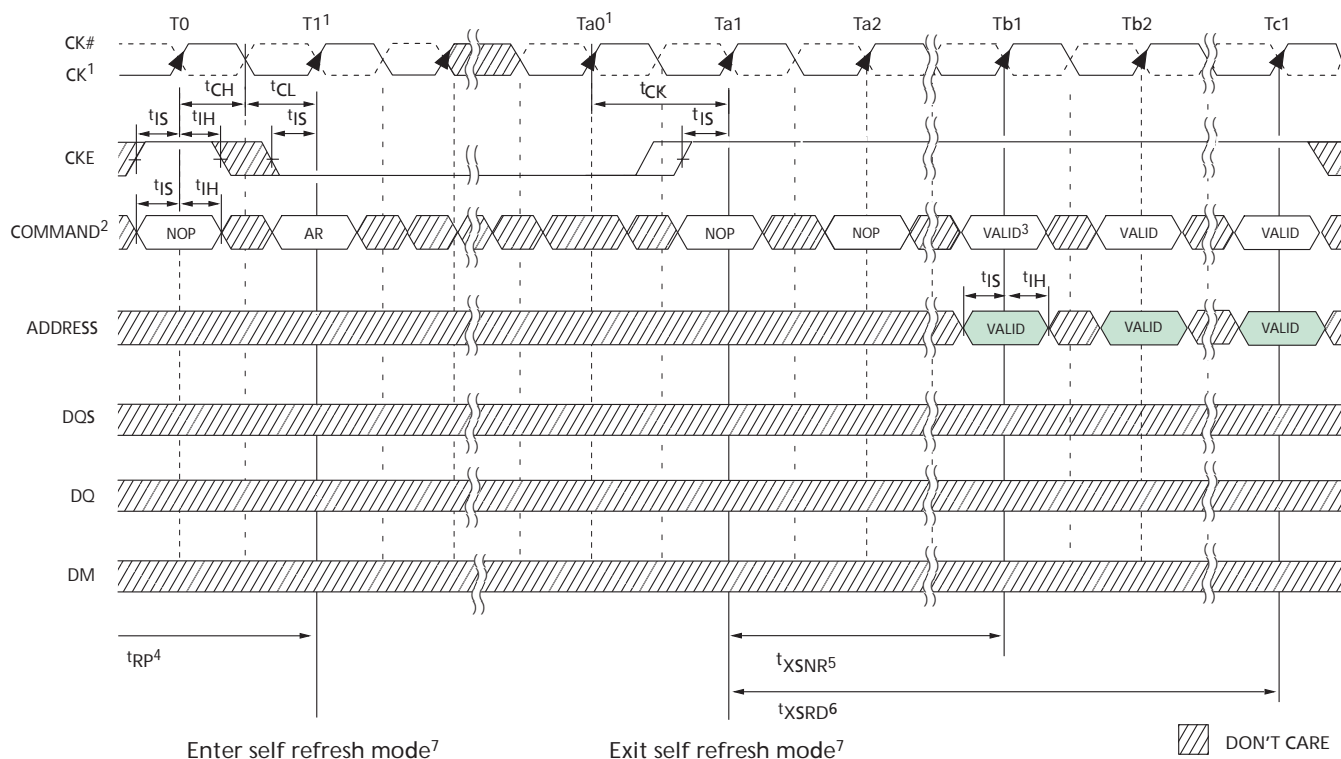 T0 T1¹ Ta0¹ Ta1 Ta2 Tb1 Tb2 Tc1
CK#
CK¹
tCH tCL tCK
tIS tIH tIS tIS
CKE
tIS tIH
COMMAND² NOP AR NOP NOP VALID³ VALID VALID
tIS tIH
ADDRESS VALID VALID VALID
DQS
DQ
DM
tRP⁴ tXSNR⁵
tXSRD⁶
Enter self refresh mode⁷ Exit self refresh mode⁷ DON'T CARE